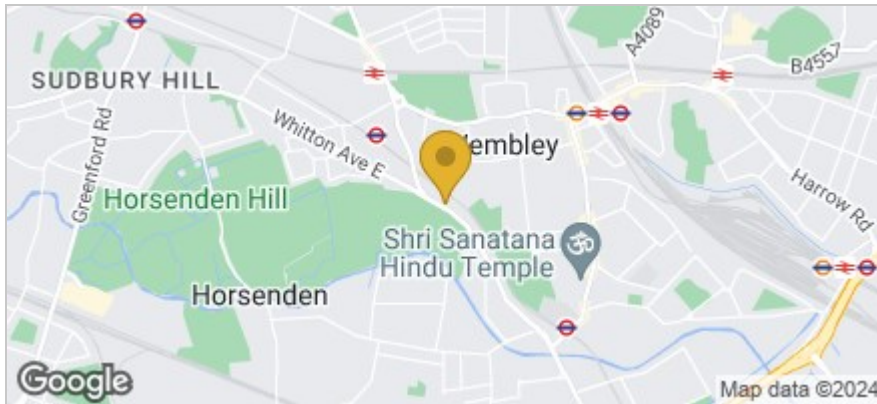 A4089
B4557
SUDBURY HILL
Whitton Ave E
embley
Greenford Rd
Horsenden Hill
Harrow Rd
Shri Sanatana
Hindu Temple
ॐ
Horsenden
Google
Map data ©2024